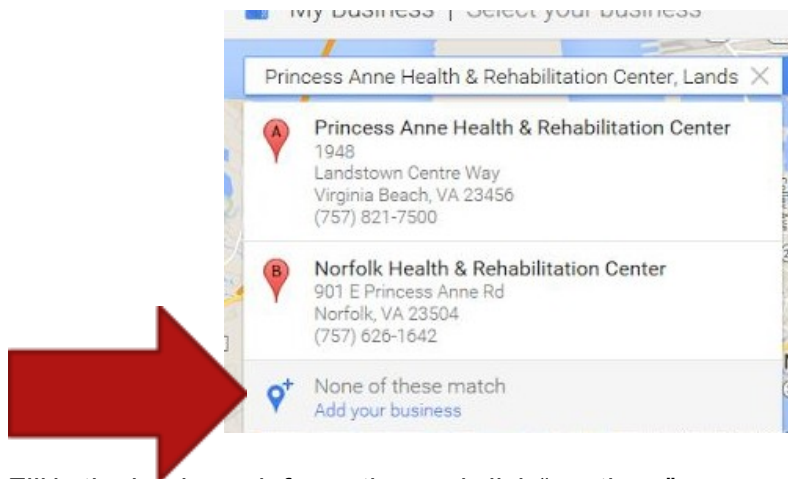 My Business | Select your business
Princess Anne Health & Rehabilitation Center, Lands
A
Princess Anne Health & Rehabilitation Center
1948
Landstown Centre Way
Virginia Beach, VA 23456
(757) 821-7500
B
Norfolk Health & Rehabilitation Center
901 E Princess Anne Rd
Norfolk, VA 23504
(757) 626-1642
None of these match
Add your business